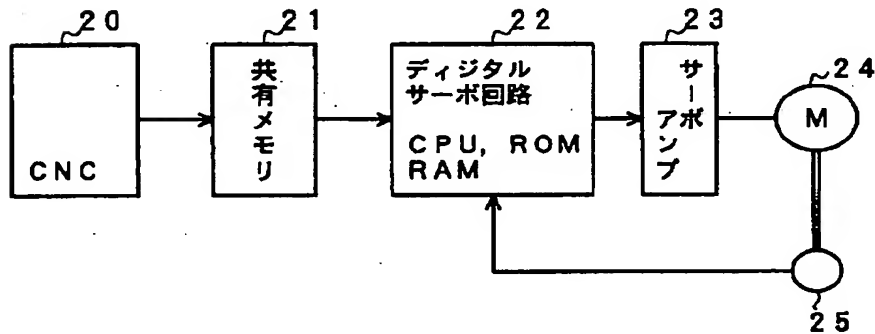 20
21
22
23
24
25
CNC
共有メモリ
ディジタル
サーボ回路
CPU, ROM
RAM
サーボ
アンプ
M